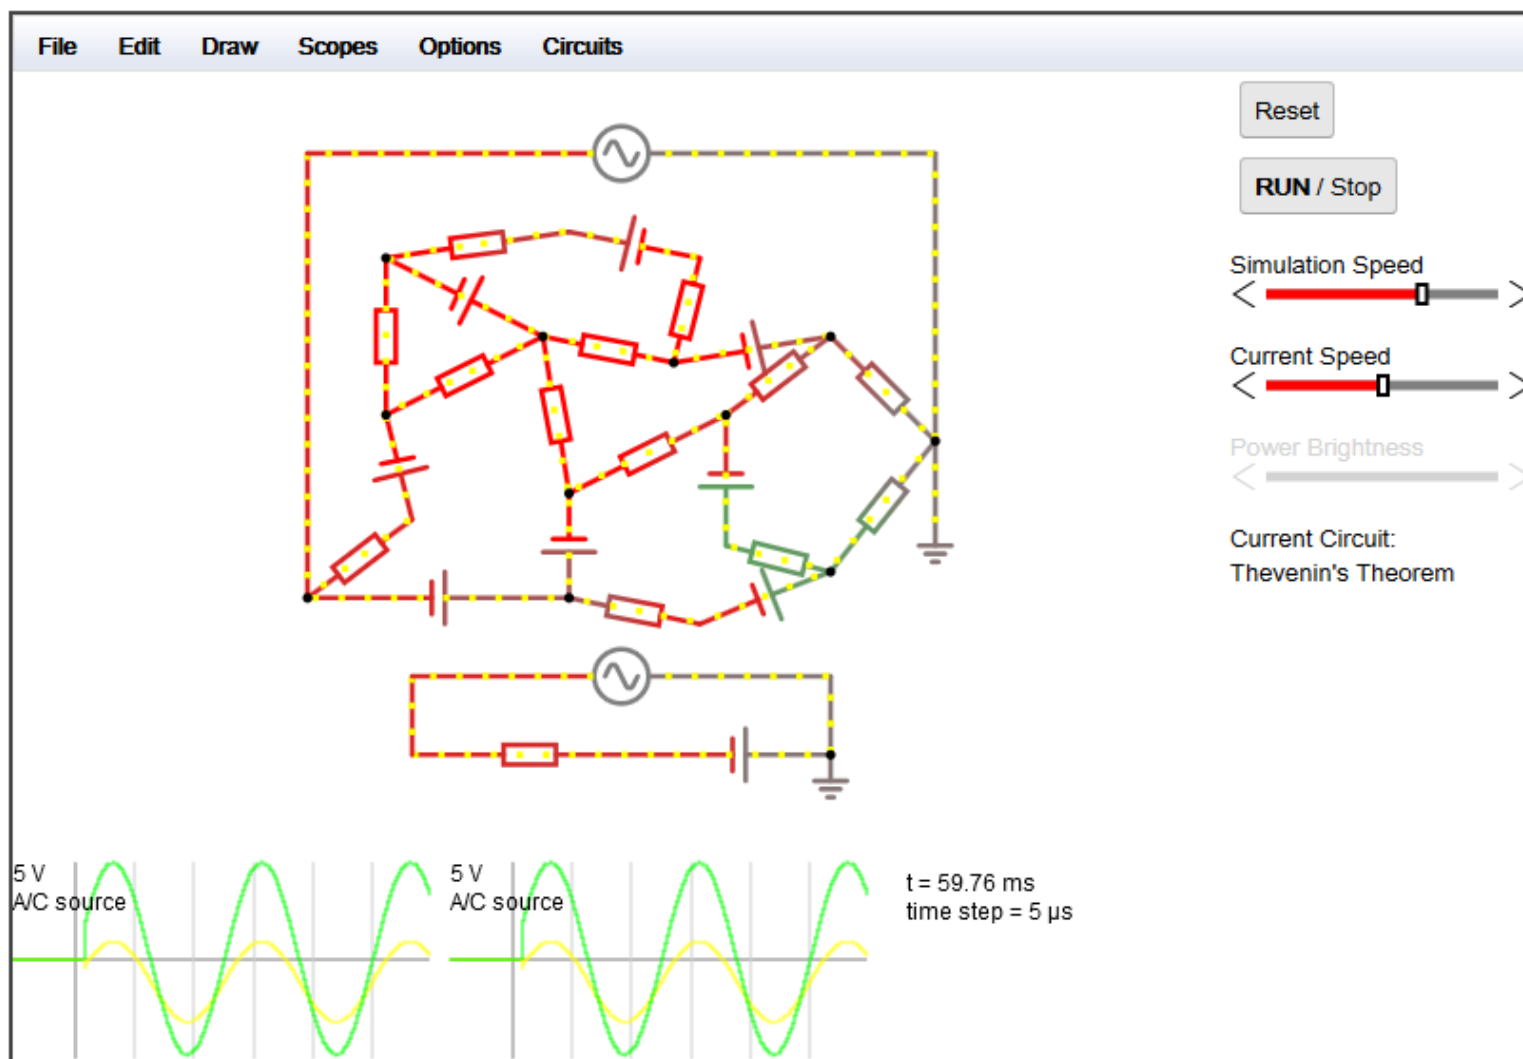 File Edit Draw Scopes Options Circuits
Reset
RUN / Stop
Simulation Speed
Current Speed
Power Brightness
Current Circuit:
Thevenin's Theorem
5 V
A/C source
5 V
A/C source
t = 59.76 ms
time step = 5 μs